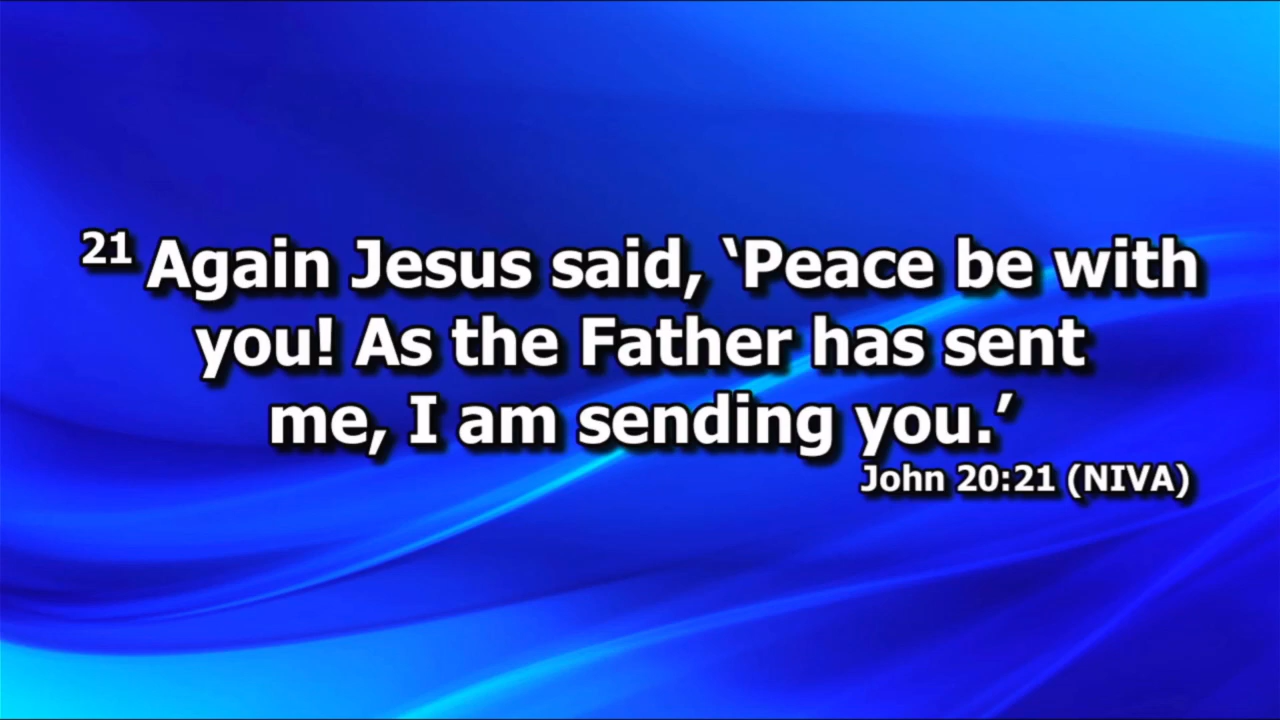 21 Again Jesus said, ‘Peace be with
you! As the Father has sent
me, I am sending you.’
John 20:21 (NIVA)